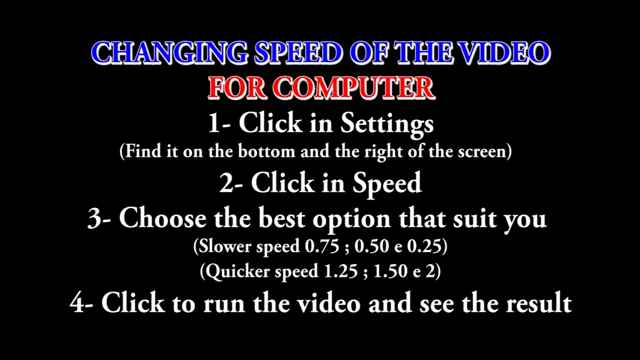 CHANGING SPEED OF THE VIDEO
FOR COMPUTER
1- Click in Settings
(Find it on the bottom and the right of the screen)
2- Click in Speed
3- Choose the best option that suit you
(Slower speed 0.75 ; 0.50 e 0.25)
(Quicker speed 1.25 ; 1.50 e 2)
4- Click to run the video and see the result